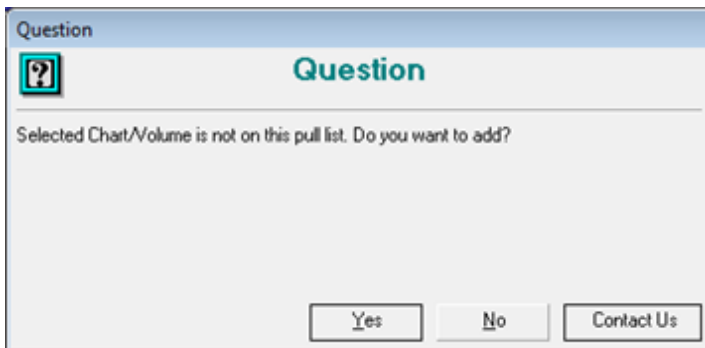 Question
Question
Selected Chart/Volume is not on this pull list. Do you want to add?
Yes No Contact Us